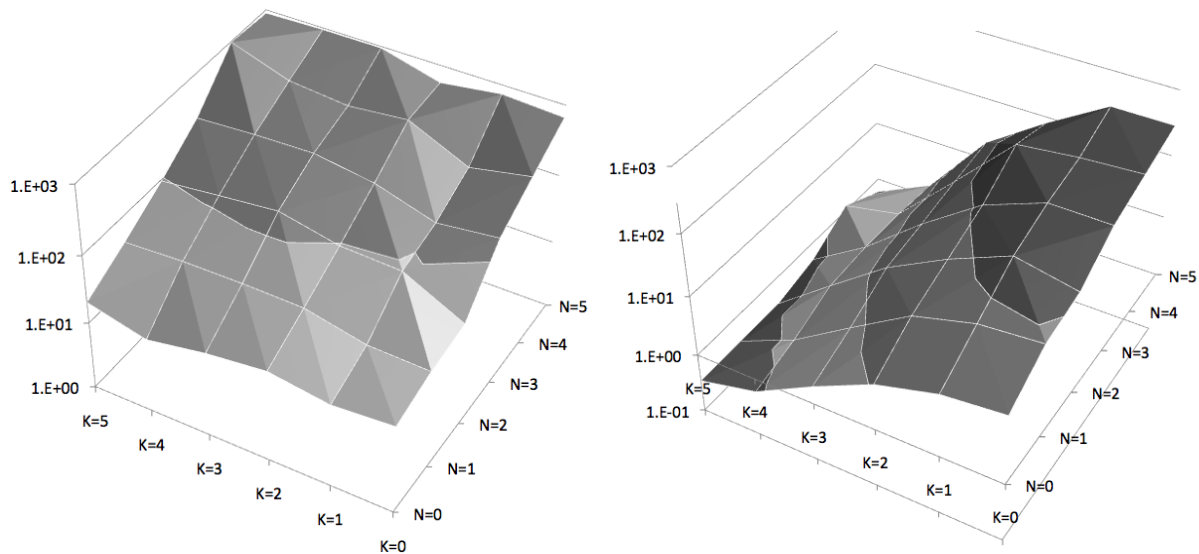 1.E+03
1.E+02
1.E+01
1.E+00
K=5
K=4
K=3
K=2
K=1
K=0
N=0
N=1
N=2
N=3
N=4
N=5
1.E+03
1.E+02
1.E+01
1.E+00
1.E-01
K=5
K=4
K=3
K=2
K=1
K=0
N=0
N=1
N=2
N=3
N=4
N=5